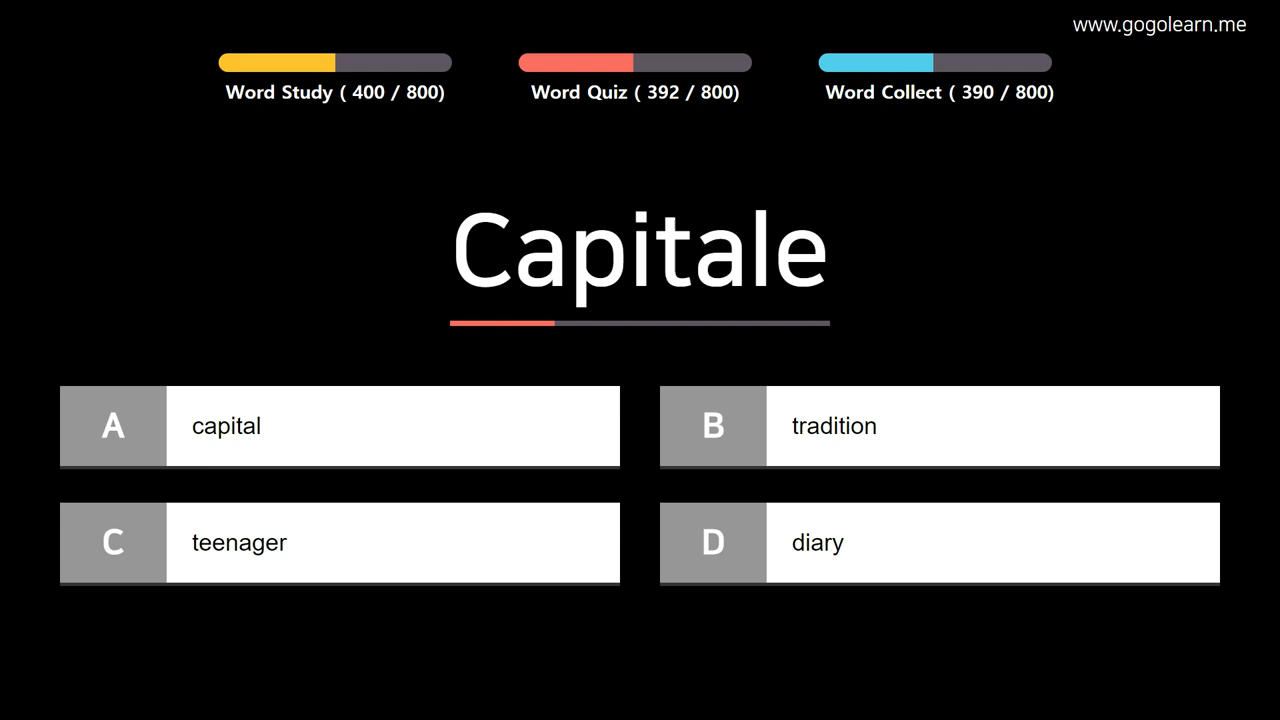 www.gogolearn.me
Word Study ( 400 / 800)
Word Quiz ( 392 / 800)
Word Collect ( 390 / 800)
Capitale
A capital
B tradition
C teenager
D diary